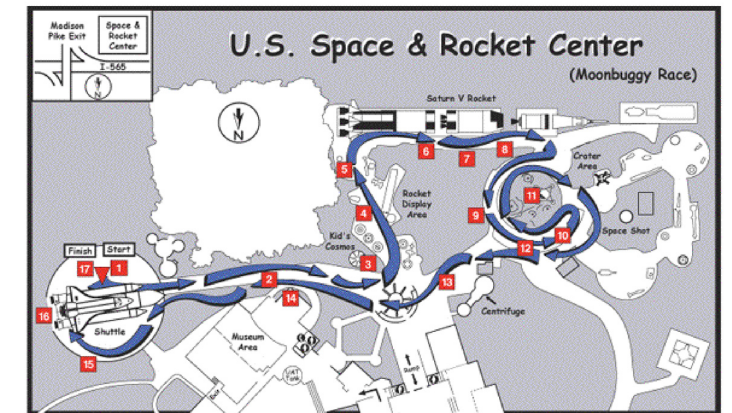 Madison
Pike Exit
Space &
Rocket
Center
I-565
N
U.S. Space & Rocket Center
(Moonbuggy Race)
N
Saturn V Rocket
6
7
8
5
Crater
Area
11
Rocket
Display
Area
4
9
10
Space Shot
Kid's
Cosmos
3
12
Finish
Start
17
1
2
13
14
Centrifuge
16
Shuttle
15
Museum
Area
Ramp
Exit